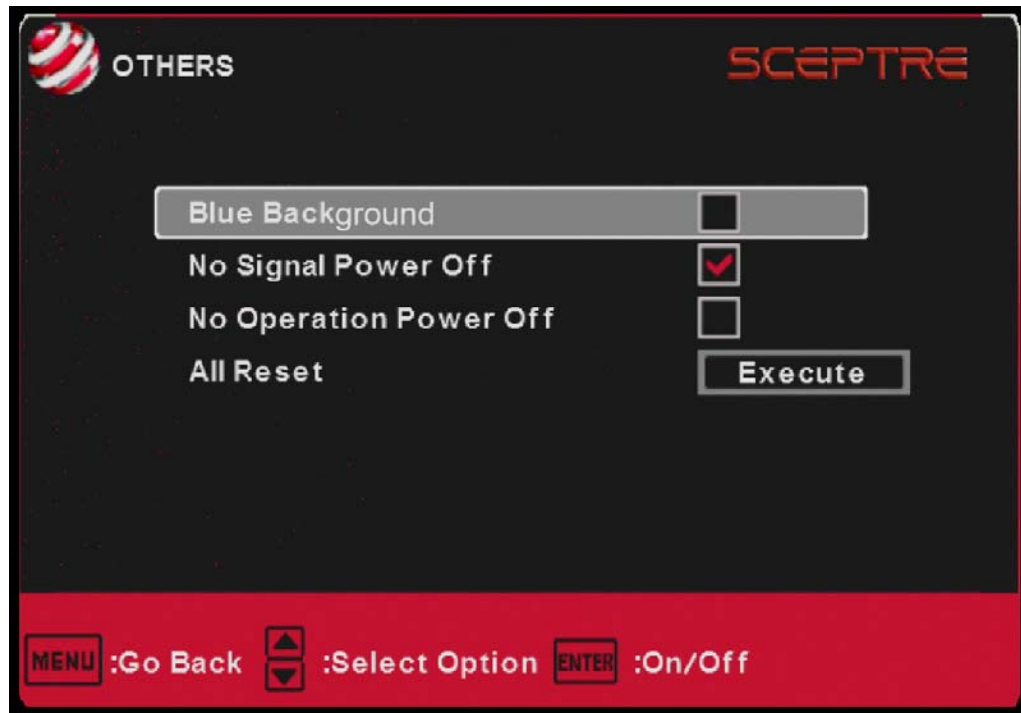 OTHERS
SCEPTRE
Blue Background
No Signal Power Off
No Operation Power Off
All Reset Execute
MENU :Go Back :Select Option ENTER :On/Off